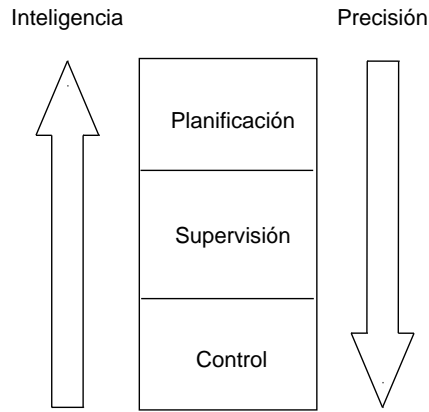 Inteligencia
Precisión
Planificación
Supervisión
Control